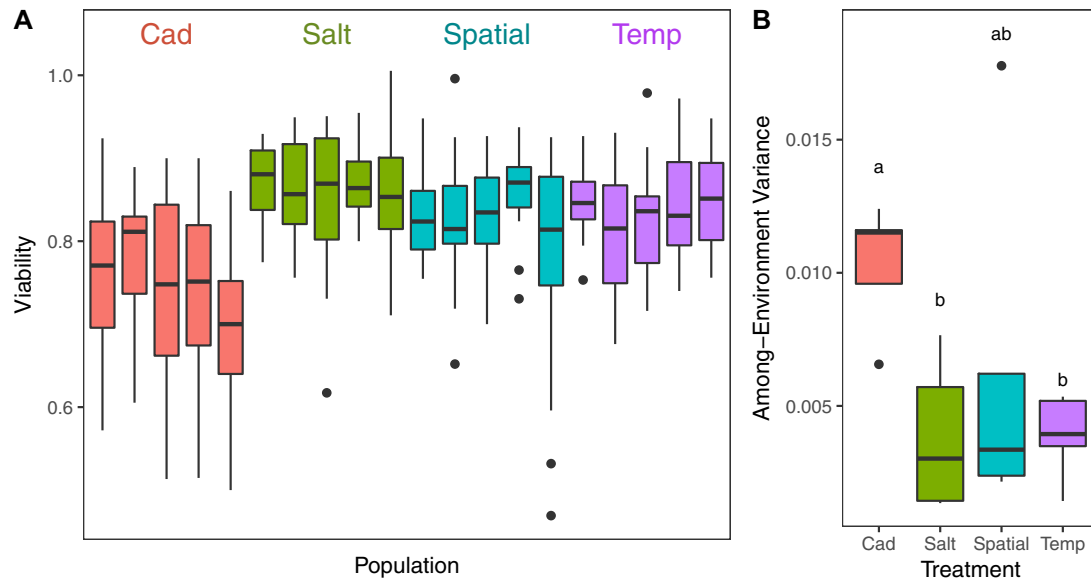 A
Cad Salt Spatial Temp
1.0
0.8
0.6
Viability
Population
B
ab
a
b
b
0.015
0.010
0.005
Among−Environment Variance
Cad Salt Spatial Temp
Treatment